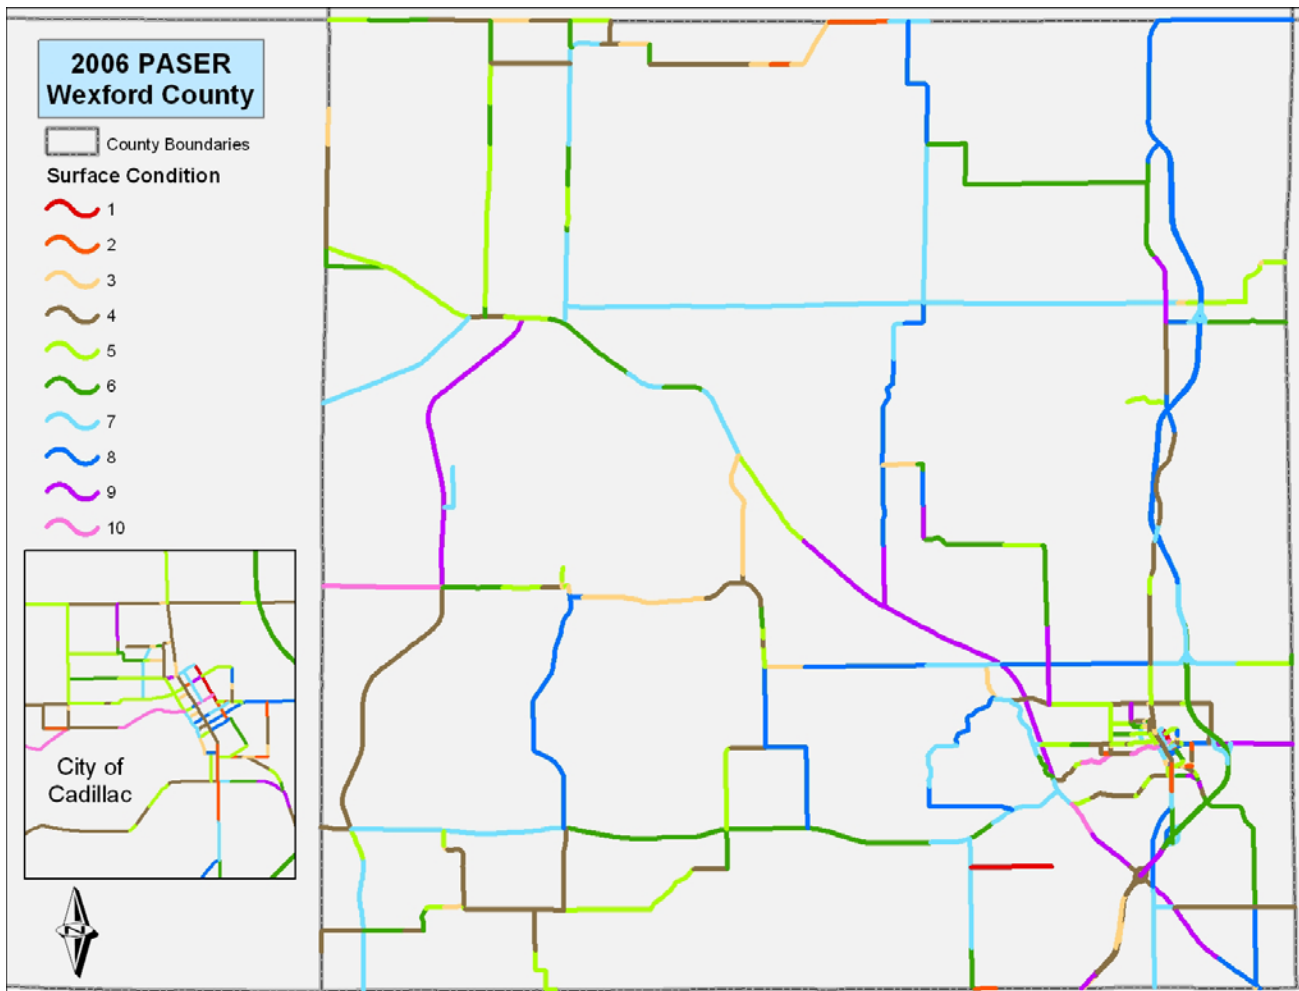 2006 PASER
Wexford County
County Boundaries
Surface Condition
1
2
3
4
5
6
7
8
9
10
City of
Cadillac
N